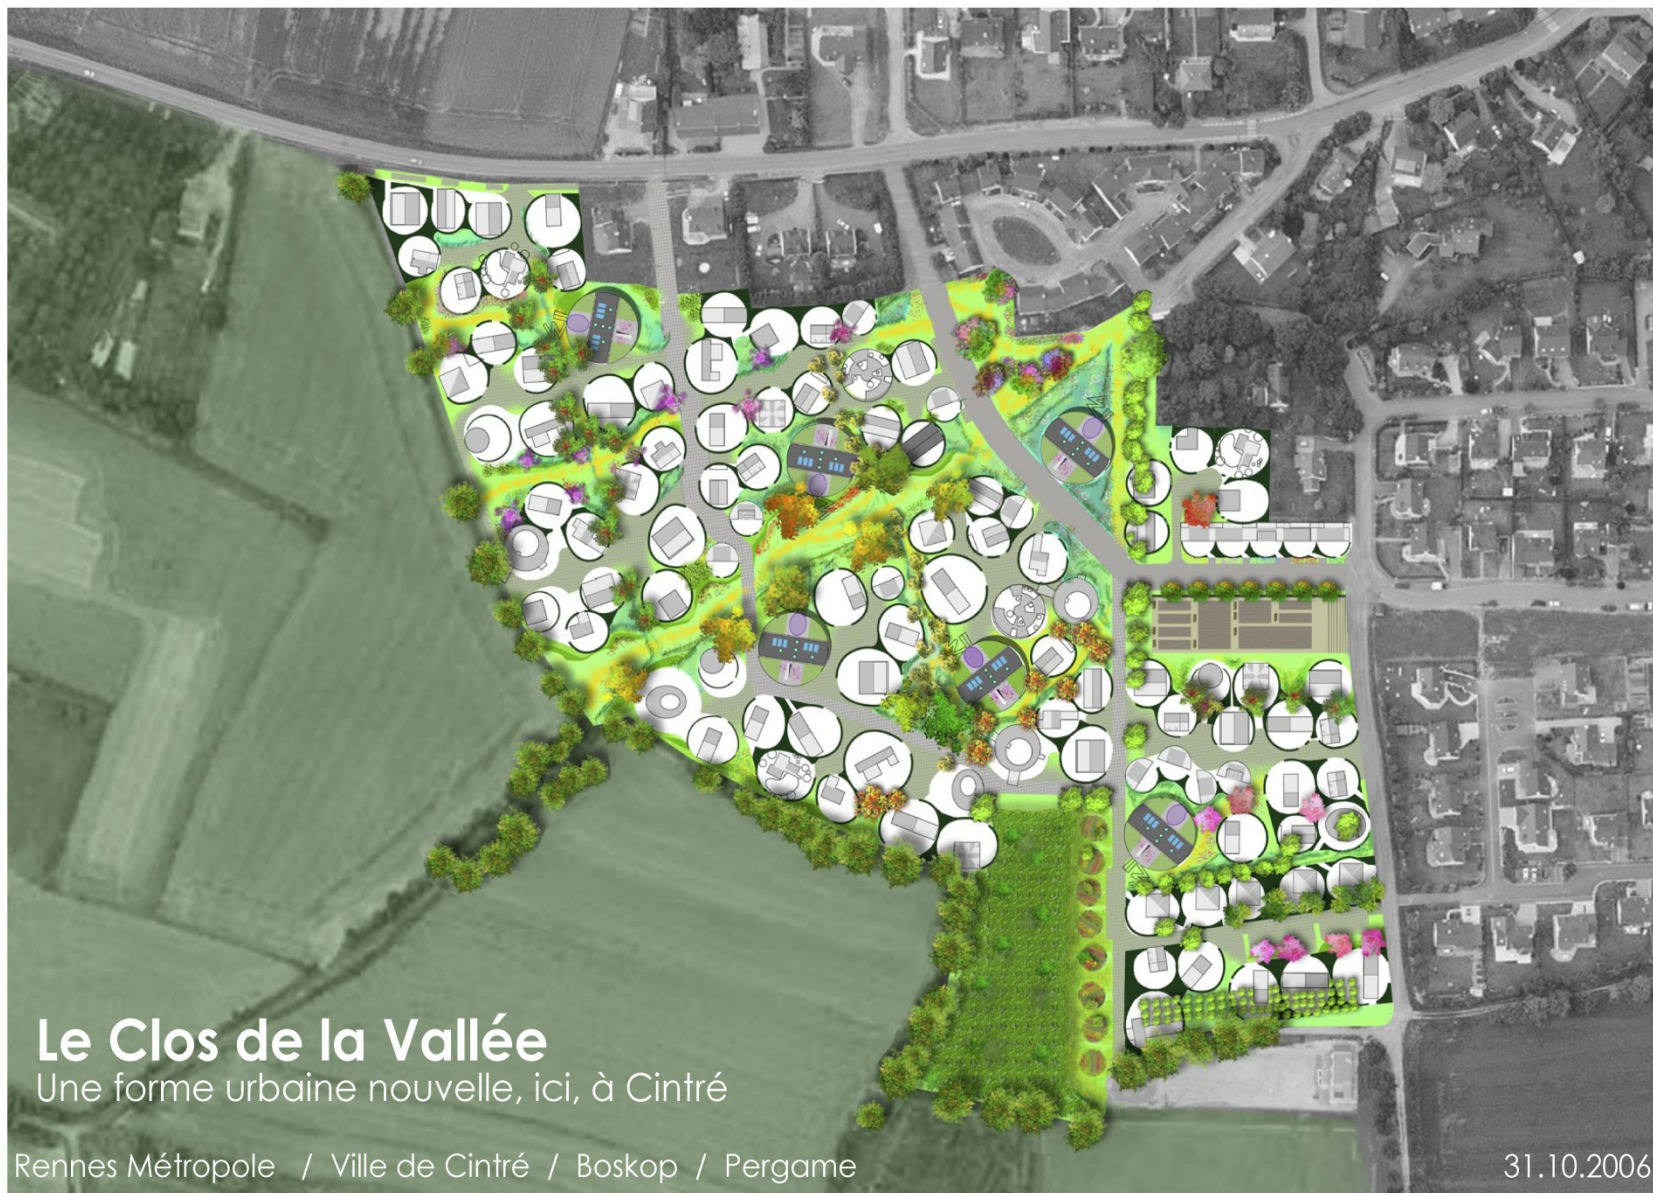 Le Clos de la Vallée
Une forme urbaine nouvelle, ici, à Cintré
Rennes Métropole / Ville de Cintré / Boskop / Pergame
31.10.2006